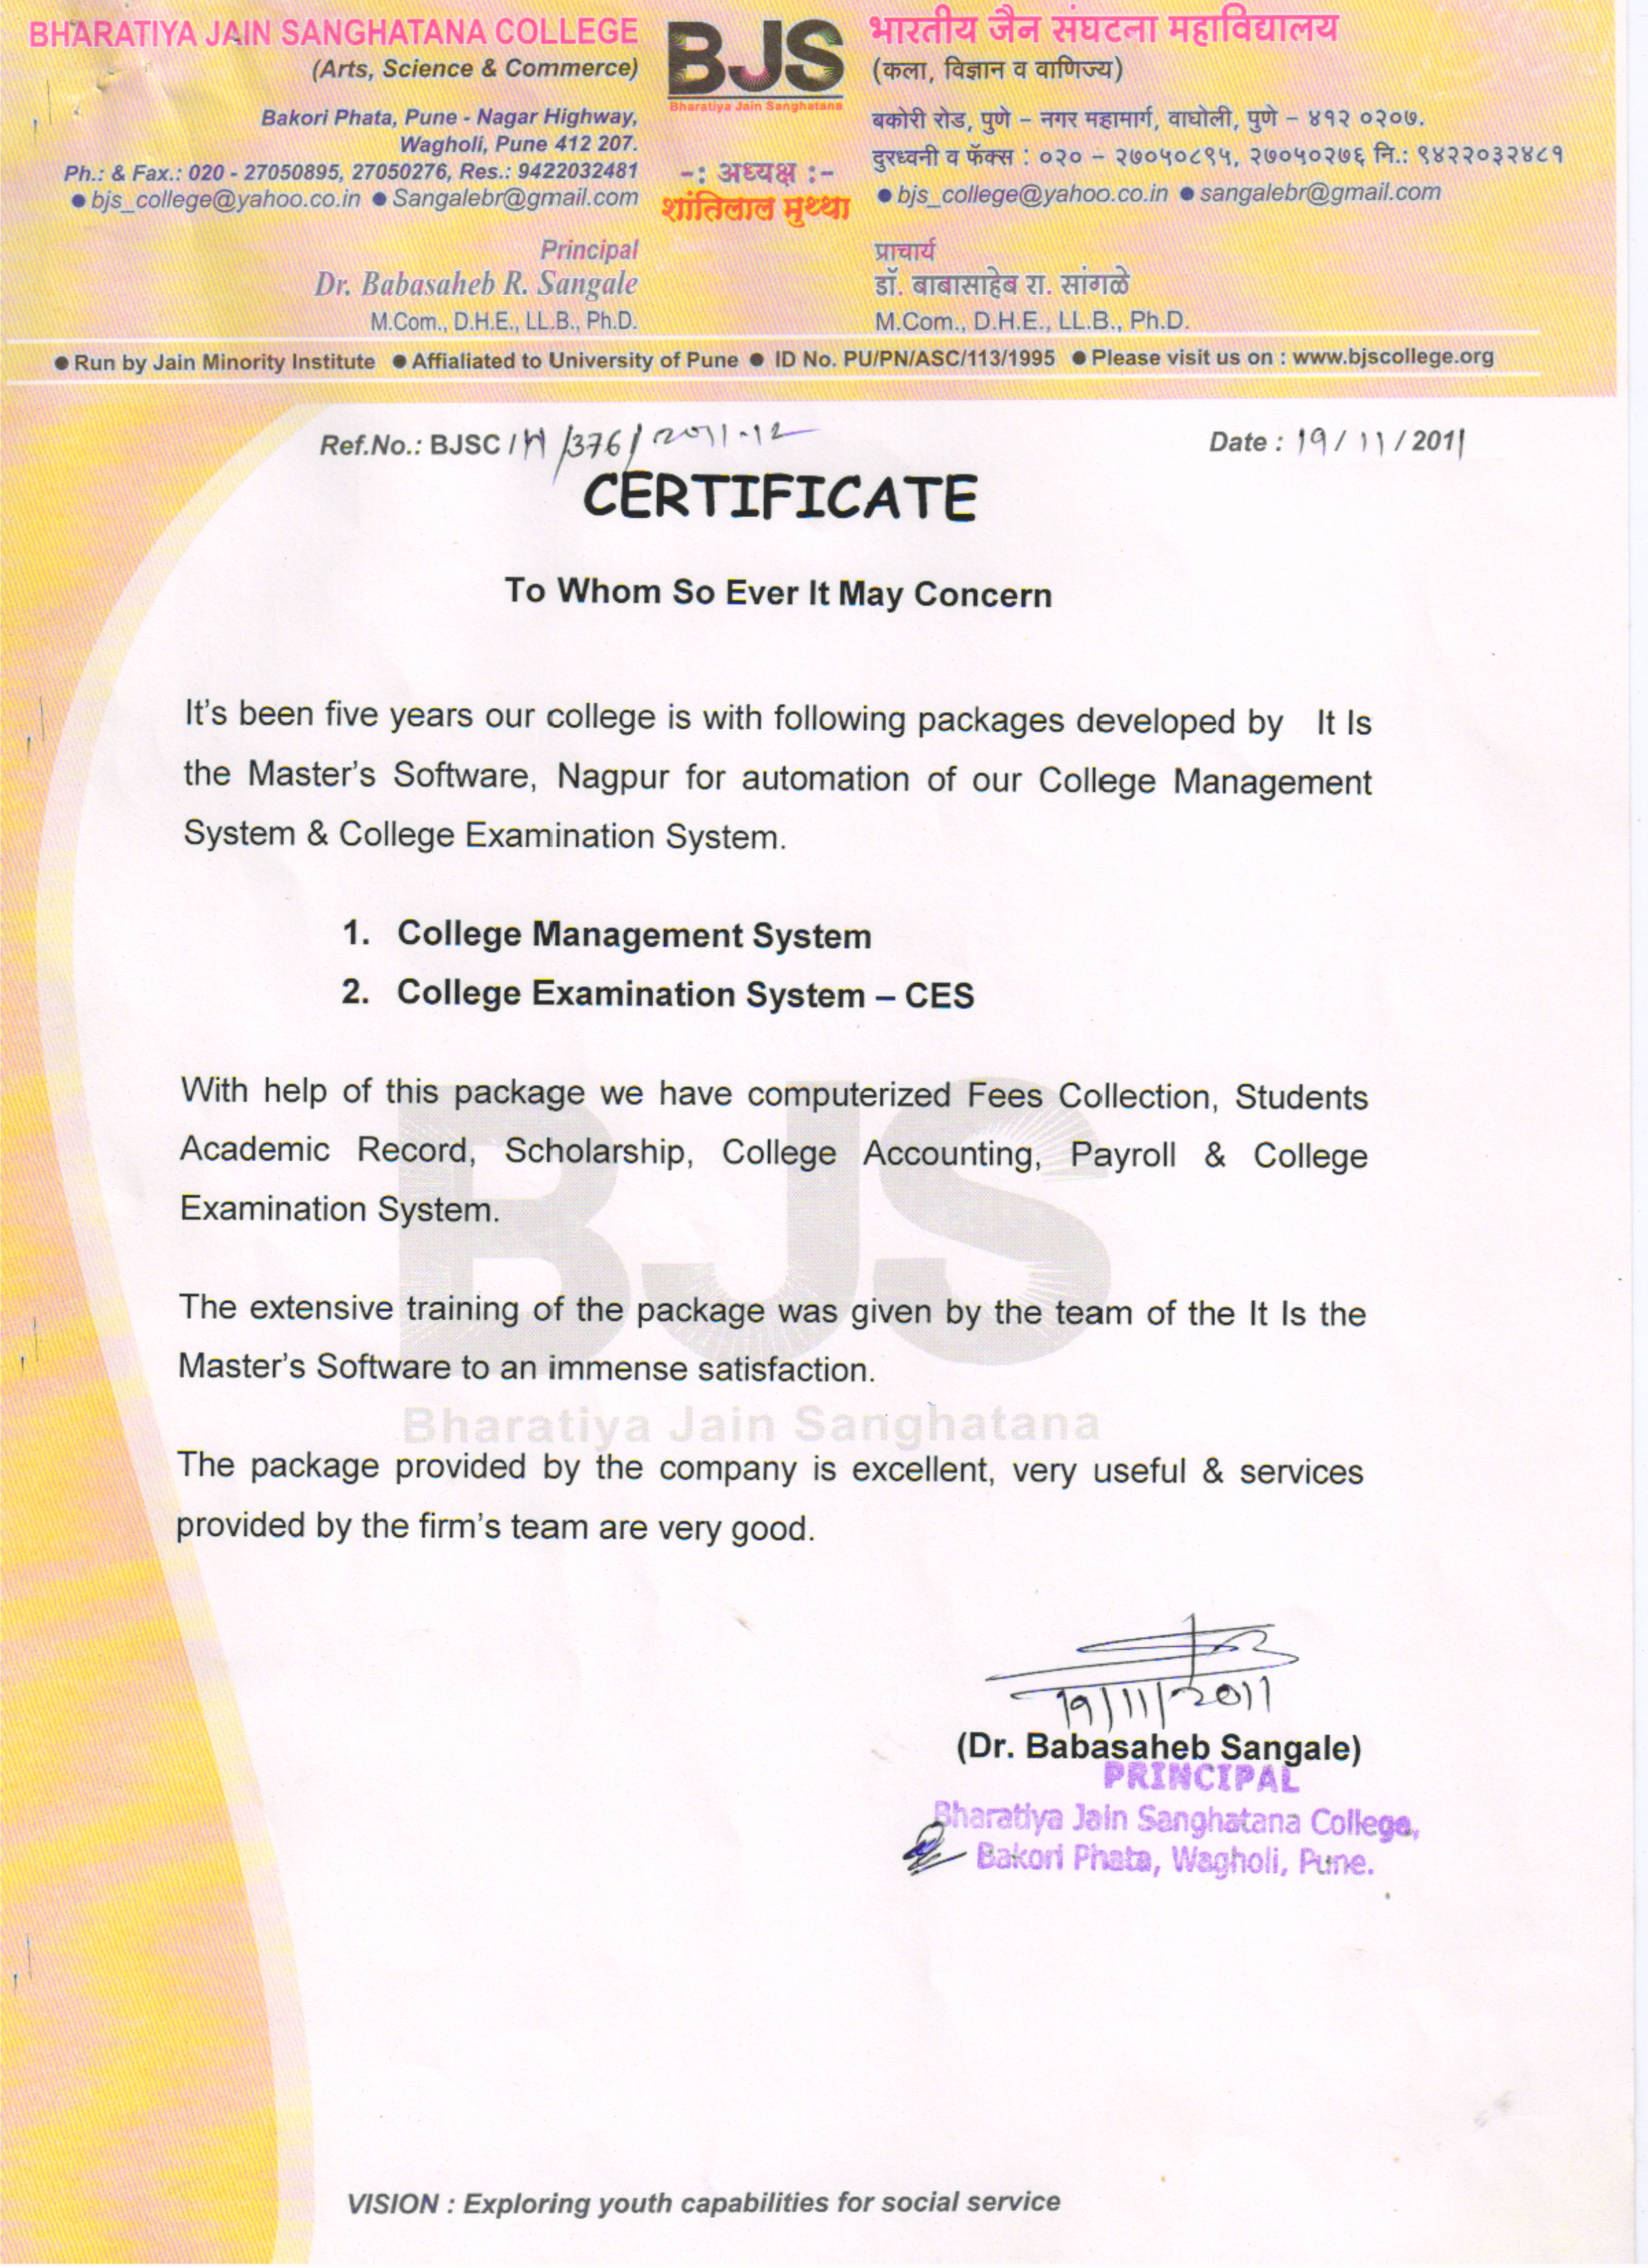 BHARATIYA JAIN SANGHATANA COLLEGE
(Arts, Science & Commerce)
Bakori Phata, Pune - Nagar Highway,
Wagholi, Pune 412 207.
Ph.: & Fax.: 020 - 27050895, 27050276, Res.: 9422032481
● bjs_college@yahoo.co.in ● Sangalebr@gmail.com
Principal
Dr. Babasaheb R. Sangale
M.Com., D.H.E., LL.B., Ph.D.
BJS
Bharatiya Jain Sanghatana
-: अध्यक्ष :-
शांतिलाल मुथ्था
भारतीय जैन संघटना महाविद्यालय
(कला, विज्ञान व वाणिज्य)
बकोरी रोड, पुणे – नगर महामार्ग, वाघोली, पुणे – ४१२ ०२०७.
दुरध्वनी व फॅक्स : ०२० – २७०५०८९५, २७०५०२७६ नि.: ९४२२०३२४८१
● bjs_college@yahoo.co.in ● sangalebr@gmail.com
प्राचार्य
डॉ. बाबासाहेब रा. सांगळे
M.Com., D.H.E., LL.B., Ph.D.
● Run by Jain Minority Institute ● Affialiated to University of Pune ● ID No. PU/PN/ASC/113/1995 ● Please visit us on : www.bjscollege.org
Ref.No.: BJSC / /376/2011-12
Date : 19/11/2011
CERTIFICATE
To Whom So Ever It May Concern
It's been five years our college is with following packages developed by It Is
the Master's Software, Nagpur for automation of our College Management
System & College Examination System.
1. College Management System
2. College Examination System – CES
With help of this package we have computerized Fees Collection, Students
Academic Record, Scholarship, College Accounting, Payroll & College
Examination System.
The extensive training of the package was given by the team of the It Is the
Master's Software to an immense satisfaction.
BJS
Bharatiya Jain Sanghatana
The package provided by the company is excellent, very useful & services
provided by the firm's team are very good.
19/11/2011
(Dr. Babasaheb Sangale)
PRINCIPAL
Bharatiya Jain Sanghatana College,
Bakori Phata, Wagholi, Pune.
VISION : Exploring youth capabilities for social service